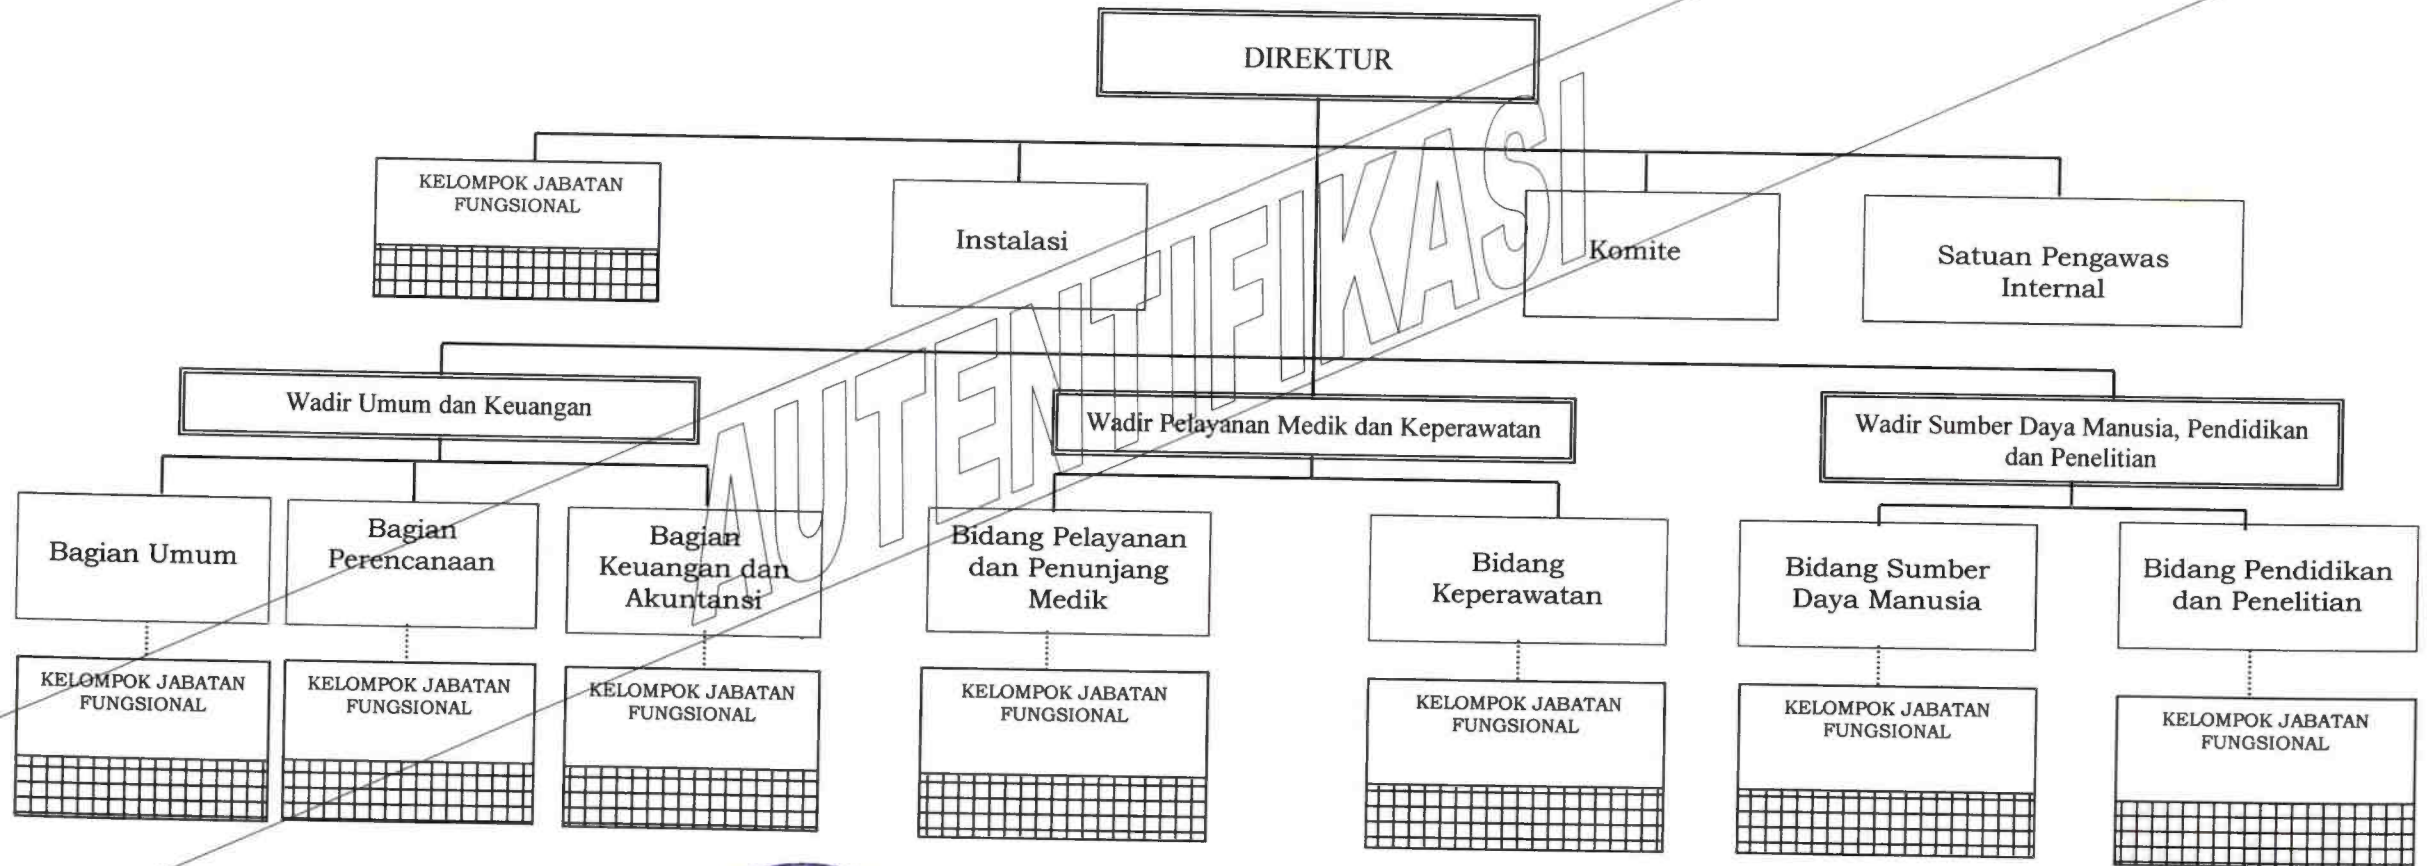 DIREKTUR
KELOMPOK JABATAN
FUNGSIONAL
Instalasi
Komite
Satuan Pengawas
Internal
Wadir Umum dan Keuangan
Wadir Pelayanan Medik dan Keperawatan
Wadir Sumber Daya Manusia, Pendidikan
dan Penelitian
Bagian Umum
Bagian
Perencanaan
Bagian
Keuangan dan
Akuntansi
Bidang Pelayanan
dan Penunjang
Medik
Bidang
Keperawatan
Bidang Sumber
Daya Manusia
Bidang Pendidikan
dan Penelitian
KELOMPOK JABATAN
FUNGSIONAL
KELOMPOK JABATAN
FUNGSIONAL
KELOMPOK JABATAN
FUNGSIONAL
KELOMPOK JABATAN
FUNGSIONAL
KELOMPOK JABATAN
FUNGSIONAL
KELOMPOK JABATAN
FUNGSIONAL
KELOMPOK JABATAN
FUNGSIONAL
AUTENTIFIKASI